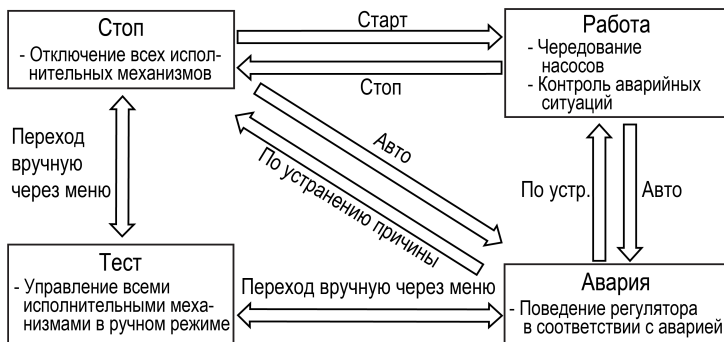 Стоп
- Отключение всех испол-
нительных механизмов
Старт
Стоп
Работа
- Чередование
насосов
- Контроль аварийных
ситуаций
Переход
вручную
через меню
Авто
По устранению причины
По устр.
Авто
Тест
- Управление всеми
исполнительными меха-
низмами в ручном режиме
Переход вручную через меню
Авария
- Поведение регулятора
в соответствии с аварией